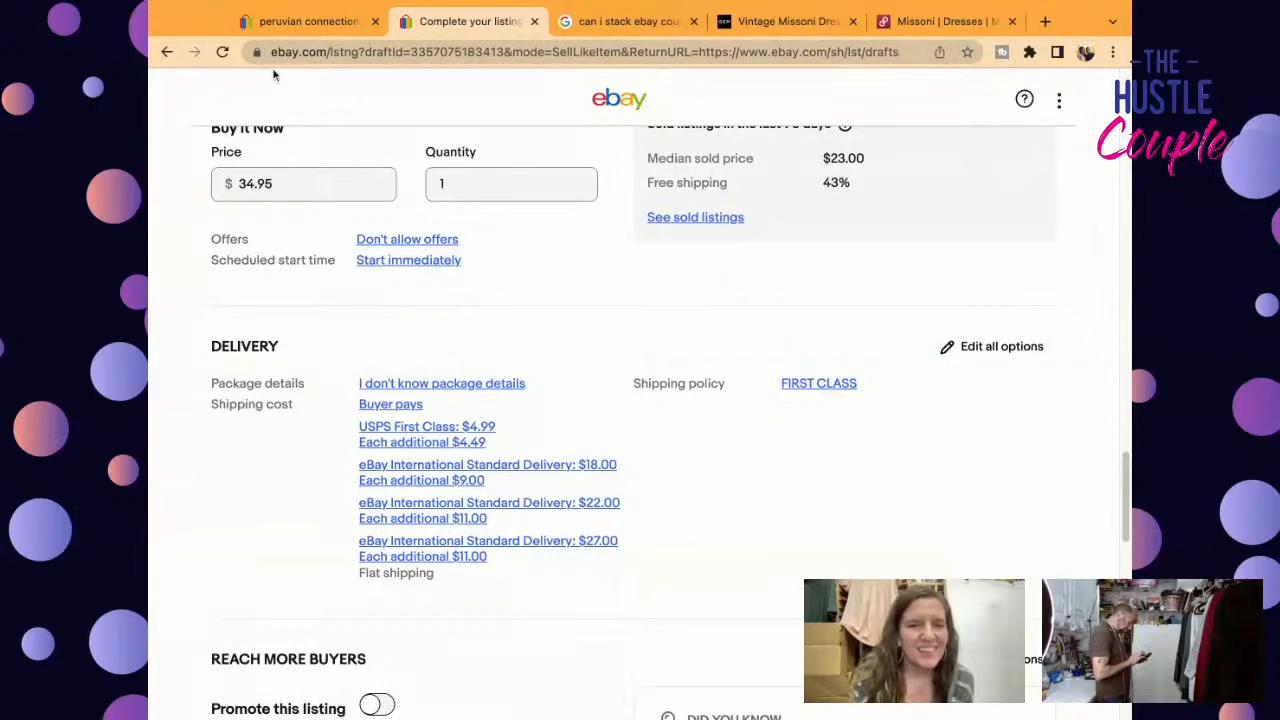 peruvian connection
Complete your listing
can i stack ebay cou
Vintage Missoni Dres
Missoni | Dresses | M
ebay.com/lstng?draftId=3357075183413&mode=SellLikeItem&ReturnURL=https://www.ebay.com/sh/lst/drafts
THE
HUSTLE
Couple
ebay
Buy It Now
Price
Quantity
$ 34.95
1
Median sold price $23.00
Free shipping 43%
See sold listings
Offers Don't allow offers
Scheduled start time Start immediately
DELIVERY
Edit all options
Package details I don't know package details
Shipping policy FIRST CLASS
Shipping cost Buyer pays
USPS First Class: $4.99
Each additional $4.49
eBay International Standard Delivery: $18.00
Each additional $9.00
eBay International Standard Delivery: $22.00
Each additional $11.00
eBay International Standard Delivery: $27.00
Each additional $11.00
Flat shipping
REACH MORE BUYERS
Promote this listing
DID YOU KNOW